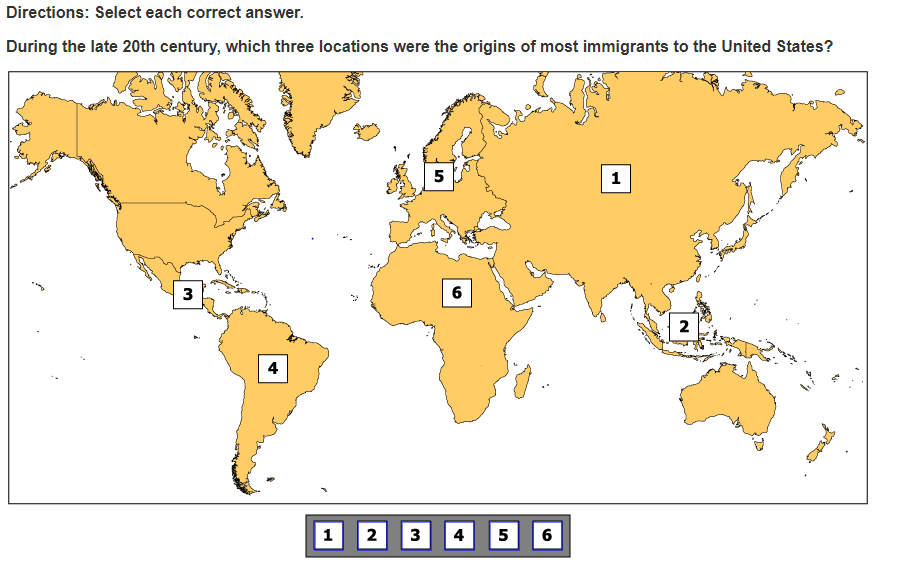 Directions: Select each correct answer.
During the late 20th century, which three locations were the origins of most immigrants to the United States?
5
1
3
6
2
4
1 2 3 4 5 6